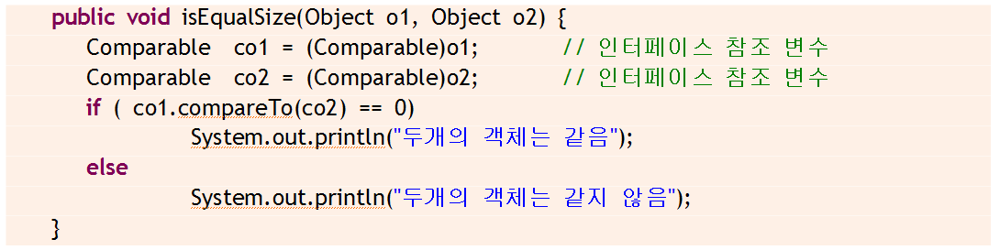 public void isEqualSize(Object o1, Object o2) {
Comparable co1 = (Comparable)o1; // 인터페이스 참조 변수
Comparable co2 = (Comparable)o2; // 인터페이스 참조 변수
if ( co1.compareTo(co2) == 0)
System.out.println("두개의 객체는 같음");
else
System.out.println("두개의 객체는 같지 않음");
}